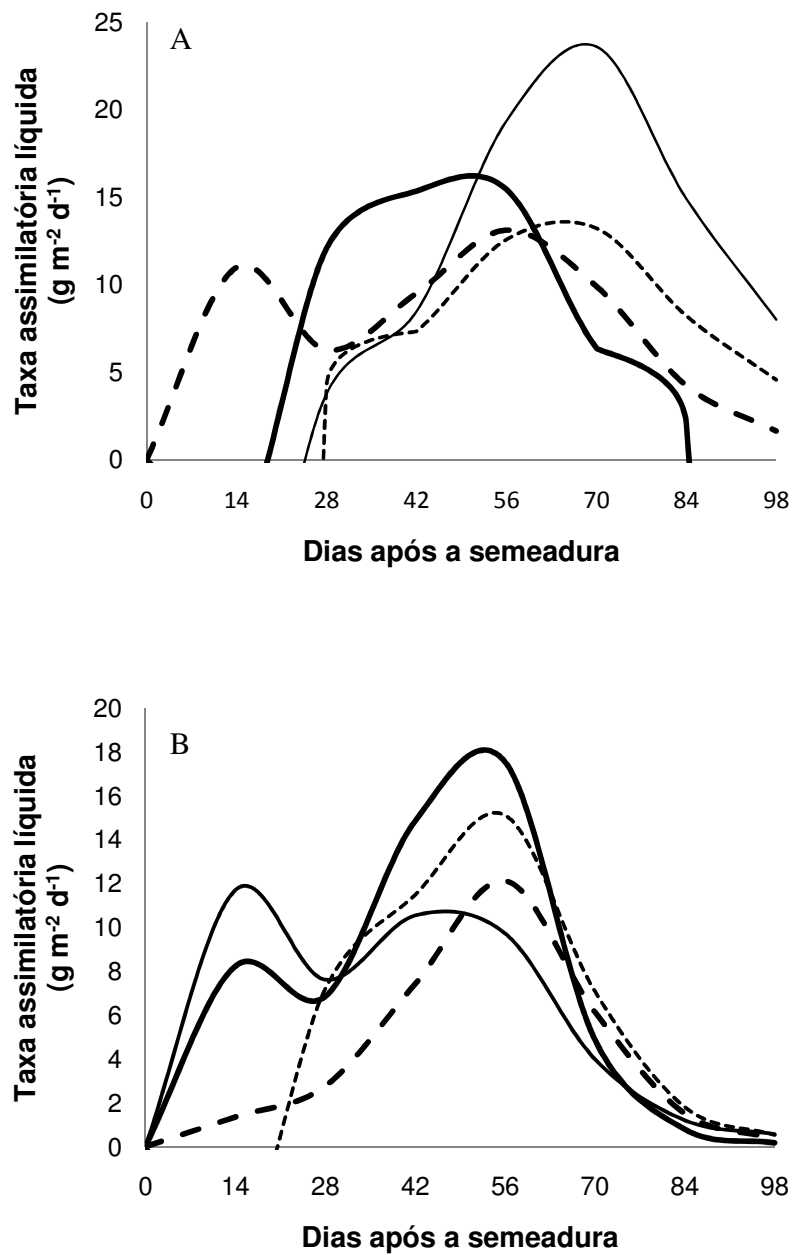 A
Taxa assimilatória líquida
(g m-2 d-1)
25
20
15
10
5
0
0 14 28 42 56 70 84 98
Dias após a semeadura
B
Taxa assimilatória líquida
(g m-2 d-1)
20
18
16
14
12
10
8
6
4
2
0
0 14 28 42 56 70 84 98
Dias após a semeadura